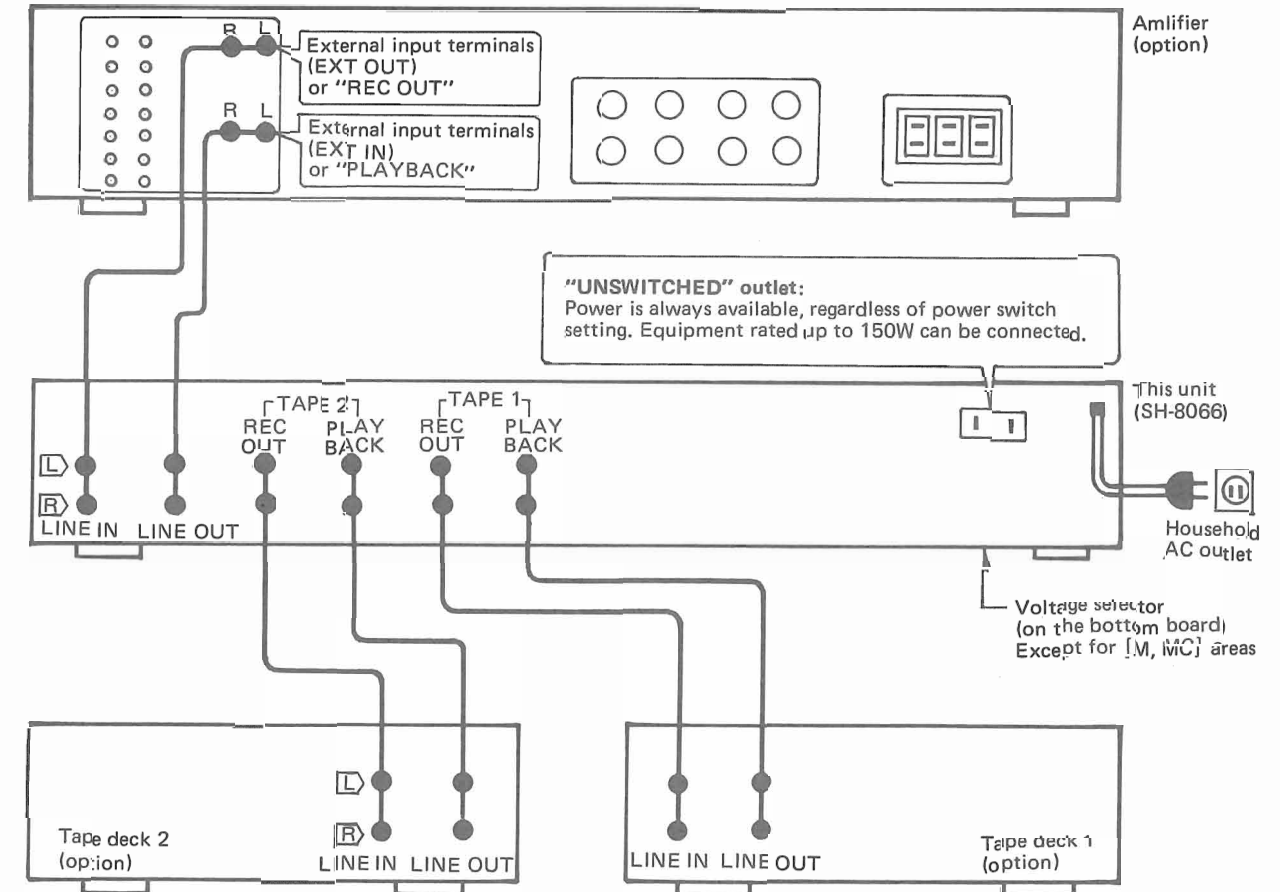 R L
External input terminals
(EXT OUT)
or "REC OUT"
R L
External input terminals
(EXT IN)
or "PLAYBACK"
Amlifier
(option)
"UNSWITCHED" outlet:
Power is always available, regardless of power switch
setting. Equipment rated up to 150W can be connected.
This unit
(SH-8066)
TAPE 2
REC
OUT
PLAY
BACK
TAPE 1
REC
OUT
PLAY
BACK
L
R
LINE IN LINE OUT
Household
AC outlet
Voltage selector
(on the bottom board)
Except for [M, MC] areas
L
R
Tape deck 2
(option)
LINE IN LINE OUT
LINE IN LINE OUT
Tape deck 1
(option)